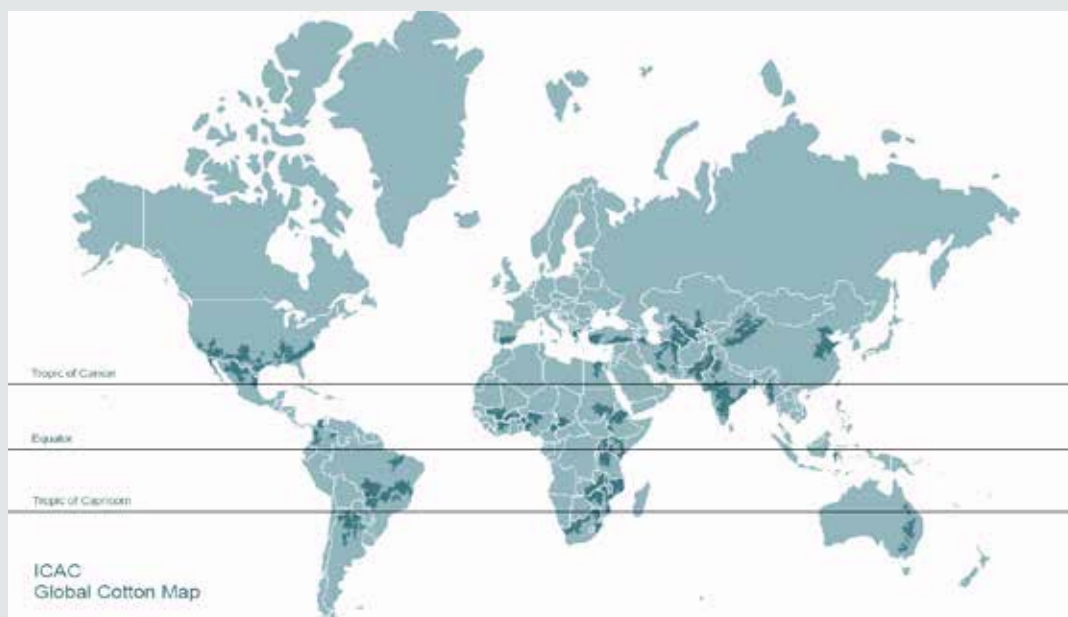 Tropic of Cancer
Equator
Tropic of Capricorn
ICAC
Global Cotton Map